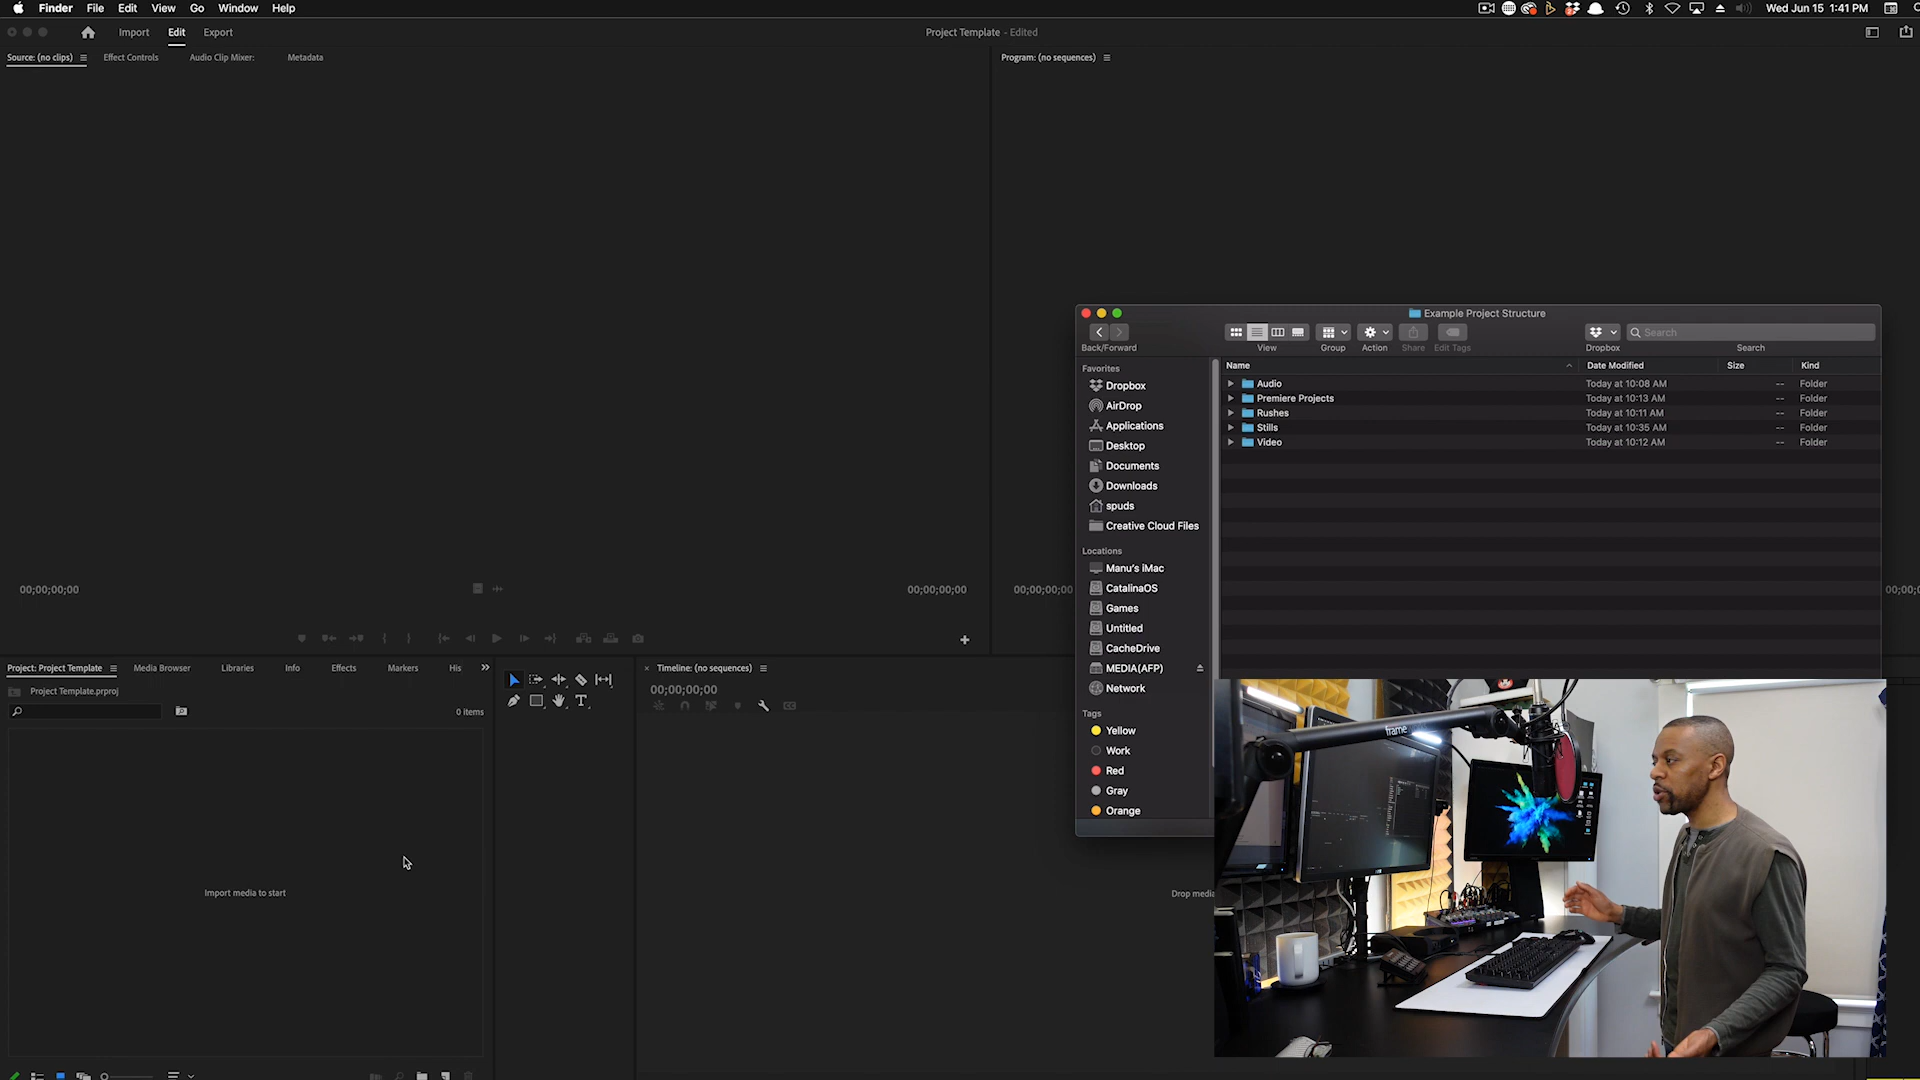 Finder File Edit View Go Window Help
Wed Jun 15 1:41 PM
Import Edit Export
Project Template - Edited
Source: (no clips) Effect Controls Audio Clip Mixer: Metadata
Program: (no sequences)
Example Project Structure
Back/Forward View Group Action Share Edit Tags Dropbox Search
Search
Favorites
Dropbox
AirDrop
Applications
Desktop
Documents
Downloads
spuds
Creative Cloud Files
Locations
Manu's iMac
CatalinaOS
Games
Untitled
CacheDrive
MEDIA(AFP)
Network
Tags
Yellow
Work
Red
Gray
Orange
Name Date Modified Size Kind
Audio Today at 10:08 AM -- Folder
Premiere Projects Today at 10:13 AM -- Folder
Rushes Today at 10:11 AM -- Folder
Stills Today at 10:35 AM -- Folder
Video Today at 10:12 AM -- Folder
00;00;00;00
00;00;00;00
00;00;00;00
Project: Project Template Media Browser Libraries Info Effects Markers His
Project Template.prproj
0 items
Import media to start
Timeline: (no sequences)
00;00;00;00
Drop media
frame